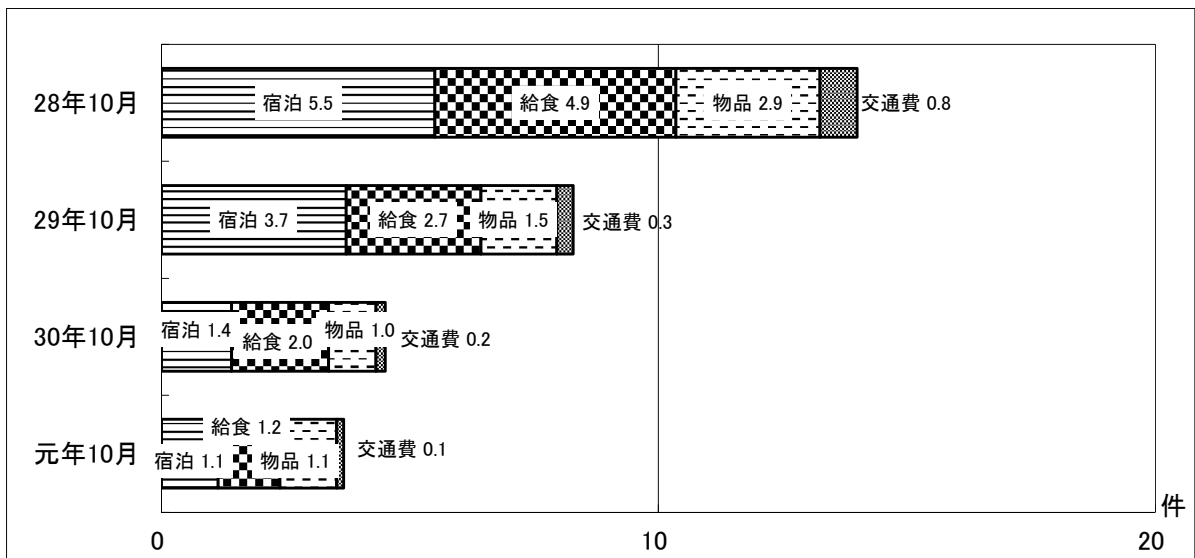 28年10月
宿泊 5.5
給食 4.9
物品 2.9
交通費 0.8
29年10月
宿泊 3.7
給食 2.7
物品 1.5
交通費 0.3
30年10月
宿泊 1.4
給食 2.0
物品 1.0
交通費 0.2
元年10月
宿泊 1.1
給食 1.2
物品 1.1
交通費 0.1
件
0
10
20